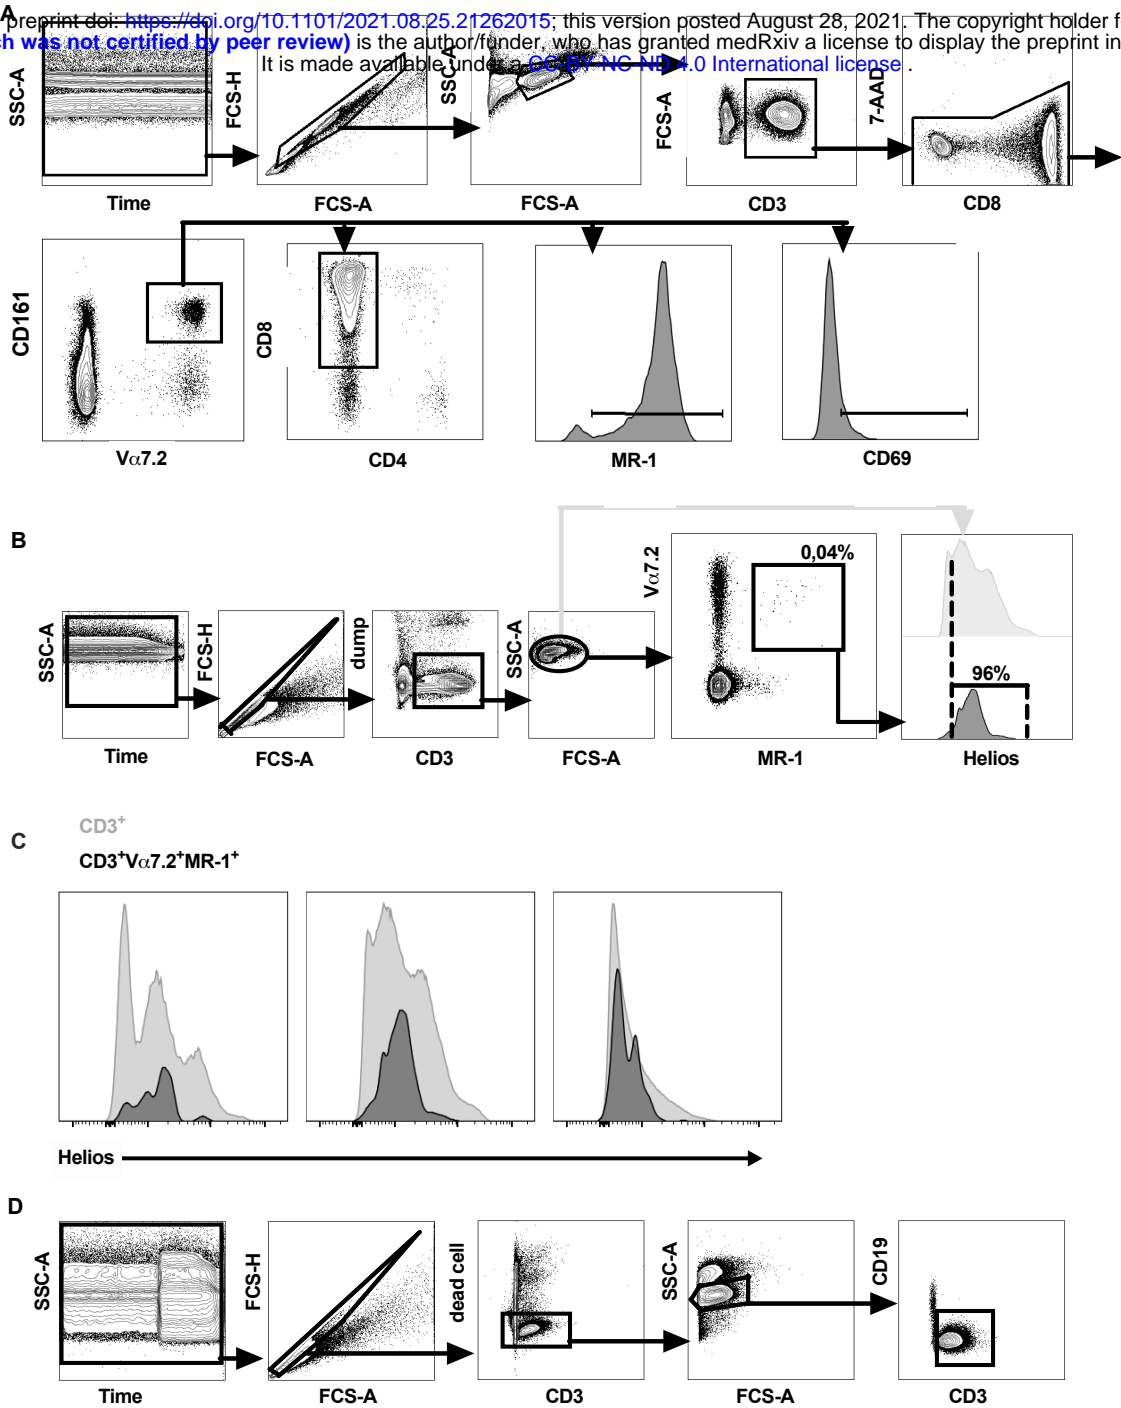 A
preprint doi: https://doi.org/10.1101/2021.08.25.21262015; this version posted August 28, 2021. The copyright holder f
h was not certified by peer review) is the author/funder, who has granted medRxiv a license to display the preprint in
It is made available under a CC-BY-NC-ND 4.0 International license .
SSC-A
FCS-H
SSC-A
FCS-A
7-AAD
Time
FCS-A
FCS-A
CD3
CD8
CD161
CD8
Vα7.2
CD4
MR-1
CD69
B
SSC-A
FCS-H
dump
SSC-A
Vα7.2
0,04%
96%
Time
FCS-A
CD3
FCS-A
MR-1
Helios
C
CD3+
CD3+Vα7.2+MR-1+
Helios
D
SSC-A
FCS-H
dead cell
SSC-A
CD19
Time
FCS-A
CD3
FCS-A
CD3